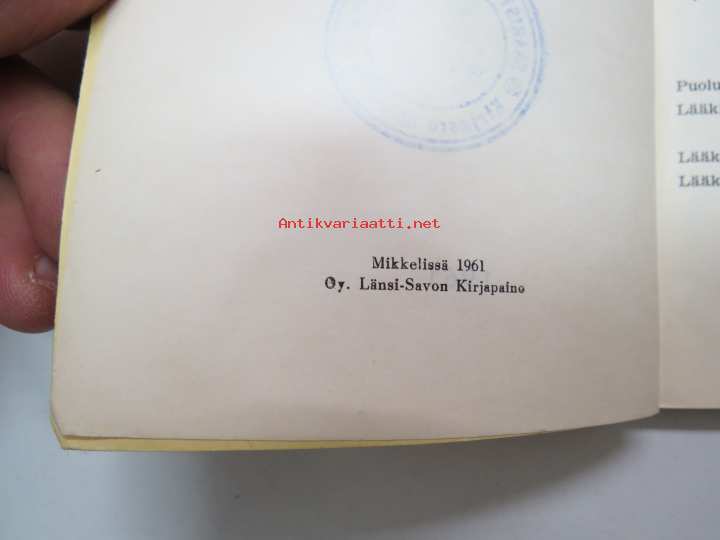 Antikvariaatti.net
Mikkelissä 1961
Oy. Länsi-Savon Kirjapaino
Puolu
Lääk
Lääk
Lääk